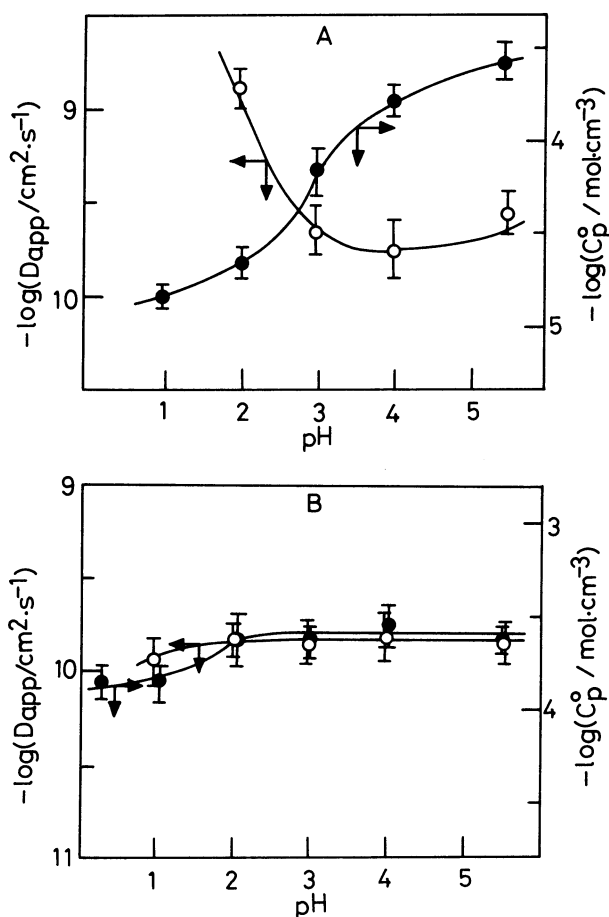 A
−log(Dapp/cm²·s⁻¹)
9
10
4
5
−log(C°p / mol·cm⁻³)
1 2 3 4 5
pH
B
−log(Dapp/cm²·s⁻¹)
9
10
11
3
4
−log(C°p / mol·cm⁻³)
1 2 3 4 5
pH